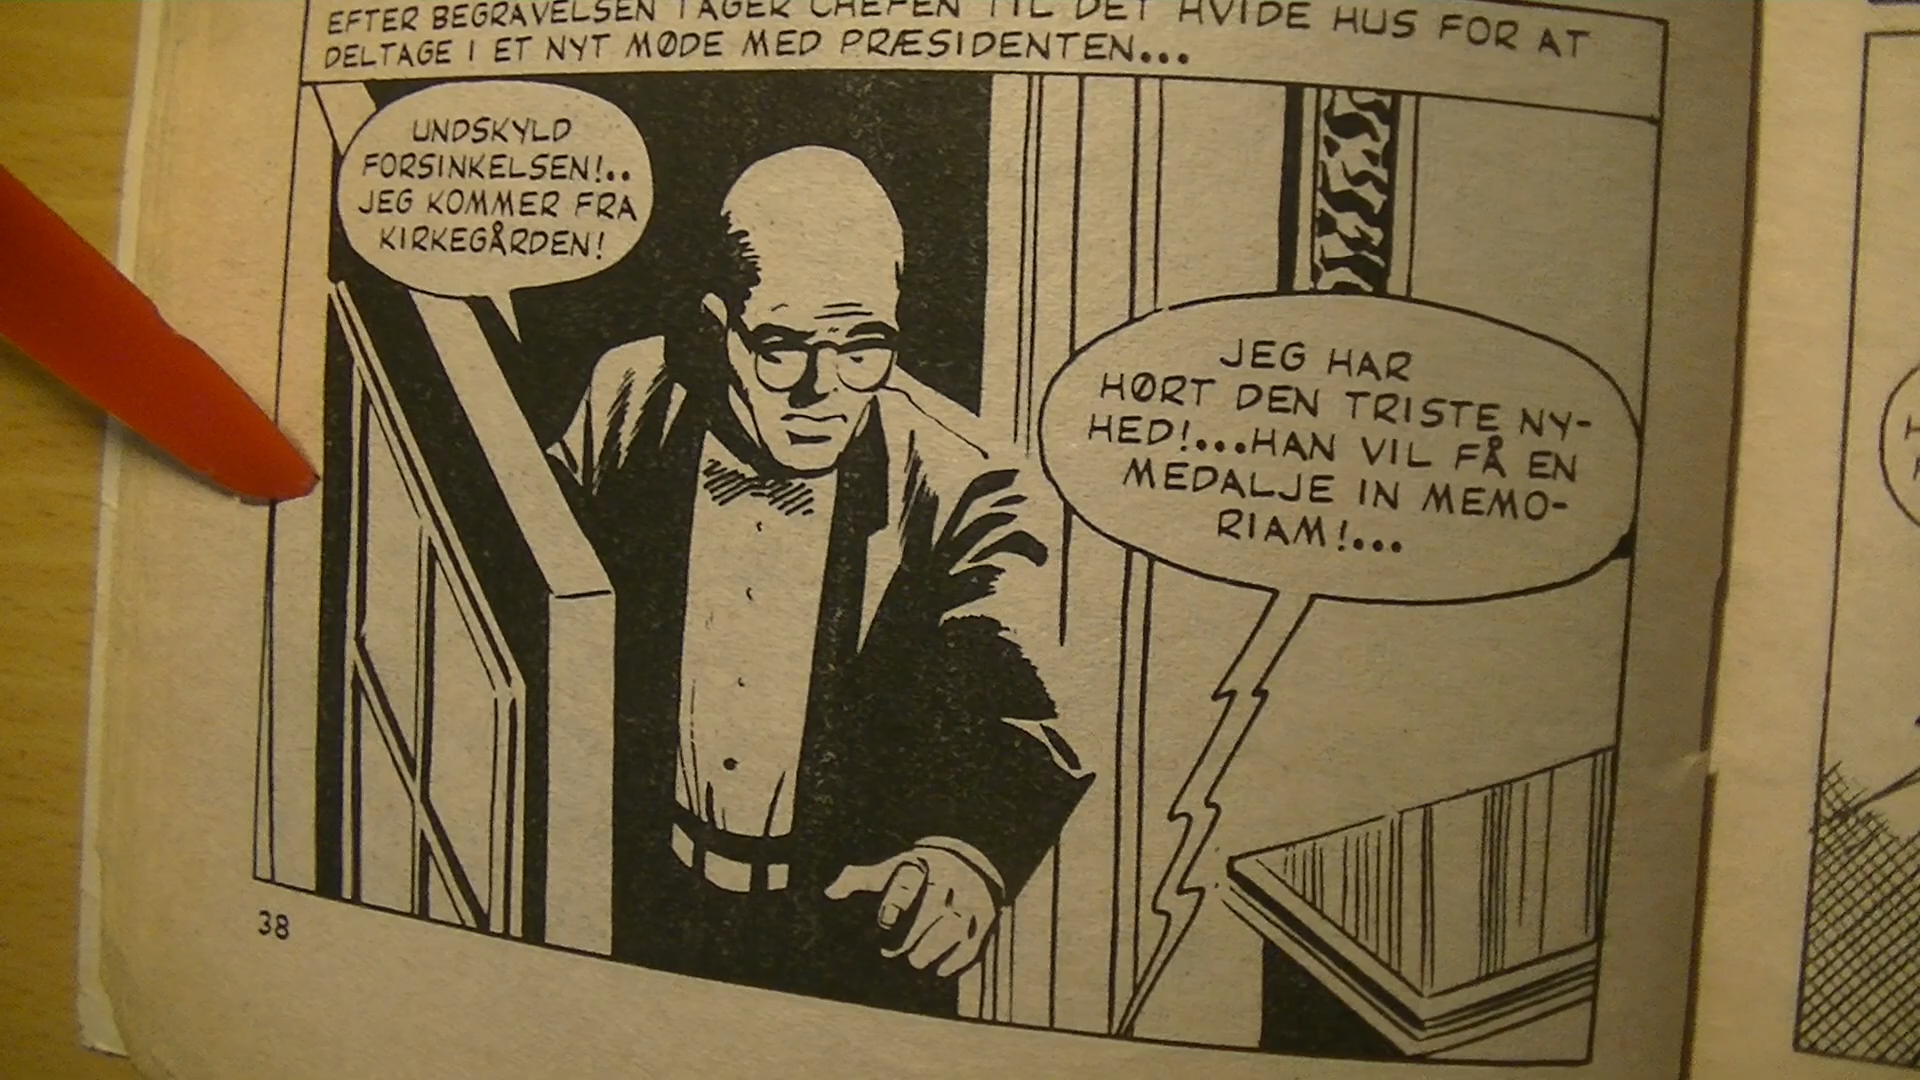 EFTER BEGRAVELSEN TAGER CHEFEN TIL DET HVIDE HUS FOR AT
DELTAGE I ET NYT MØDE MED PRÆSIDENTEN...
UNDSKYLD
FORSINKELSEN!..
JEG KOMMER FRA
KIRKEGÅRDEN!
JEG HAR
HØRT DEN TRISTE NY-
HED!...HAN VIL FÅ EN
MEDALJE IN MEMO-
RIAM!...
38